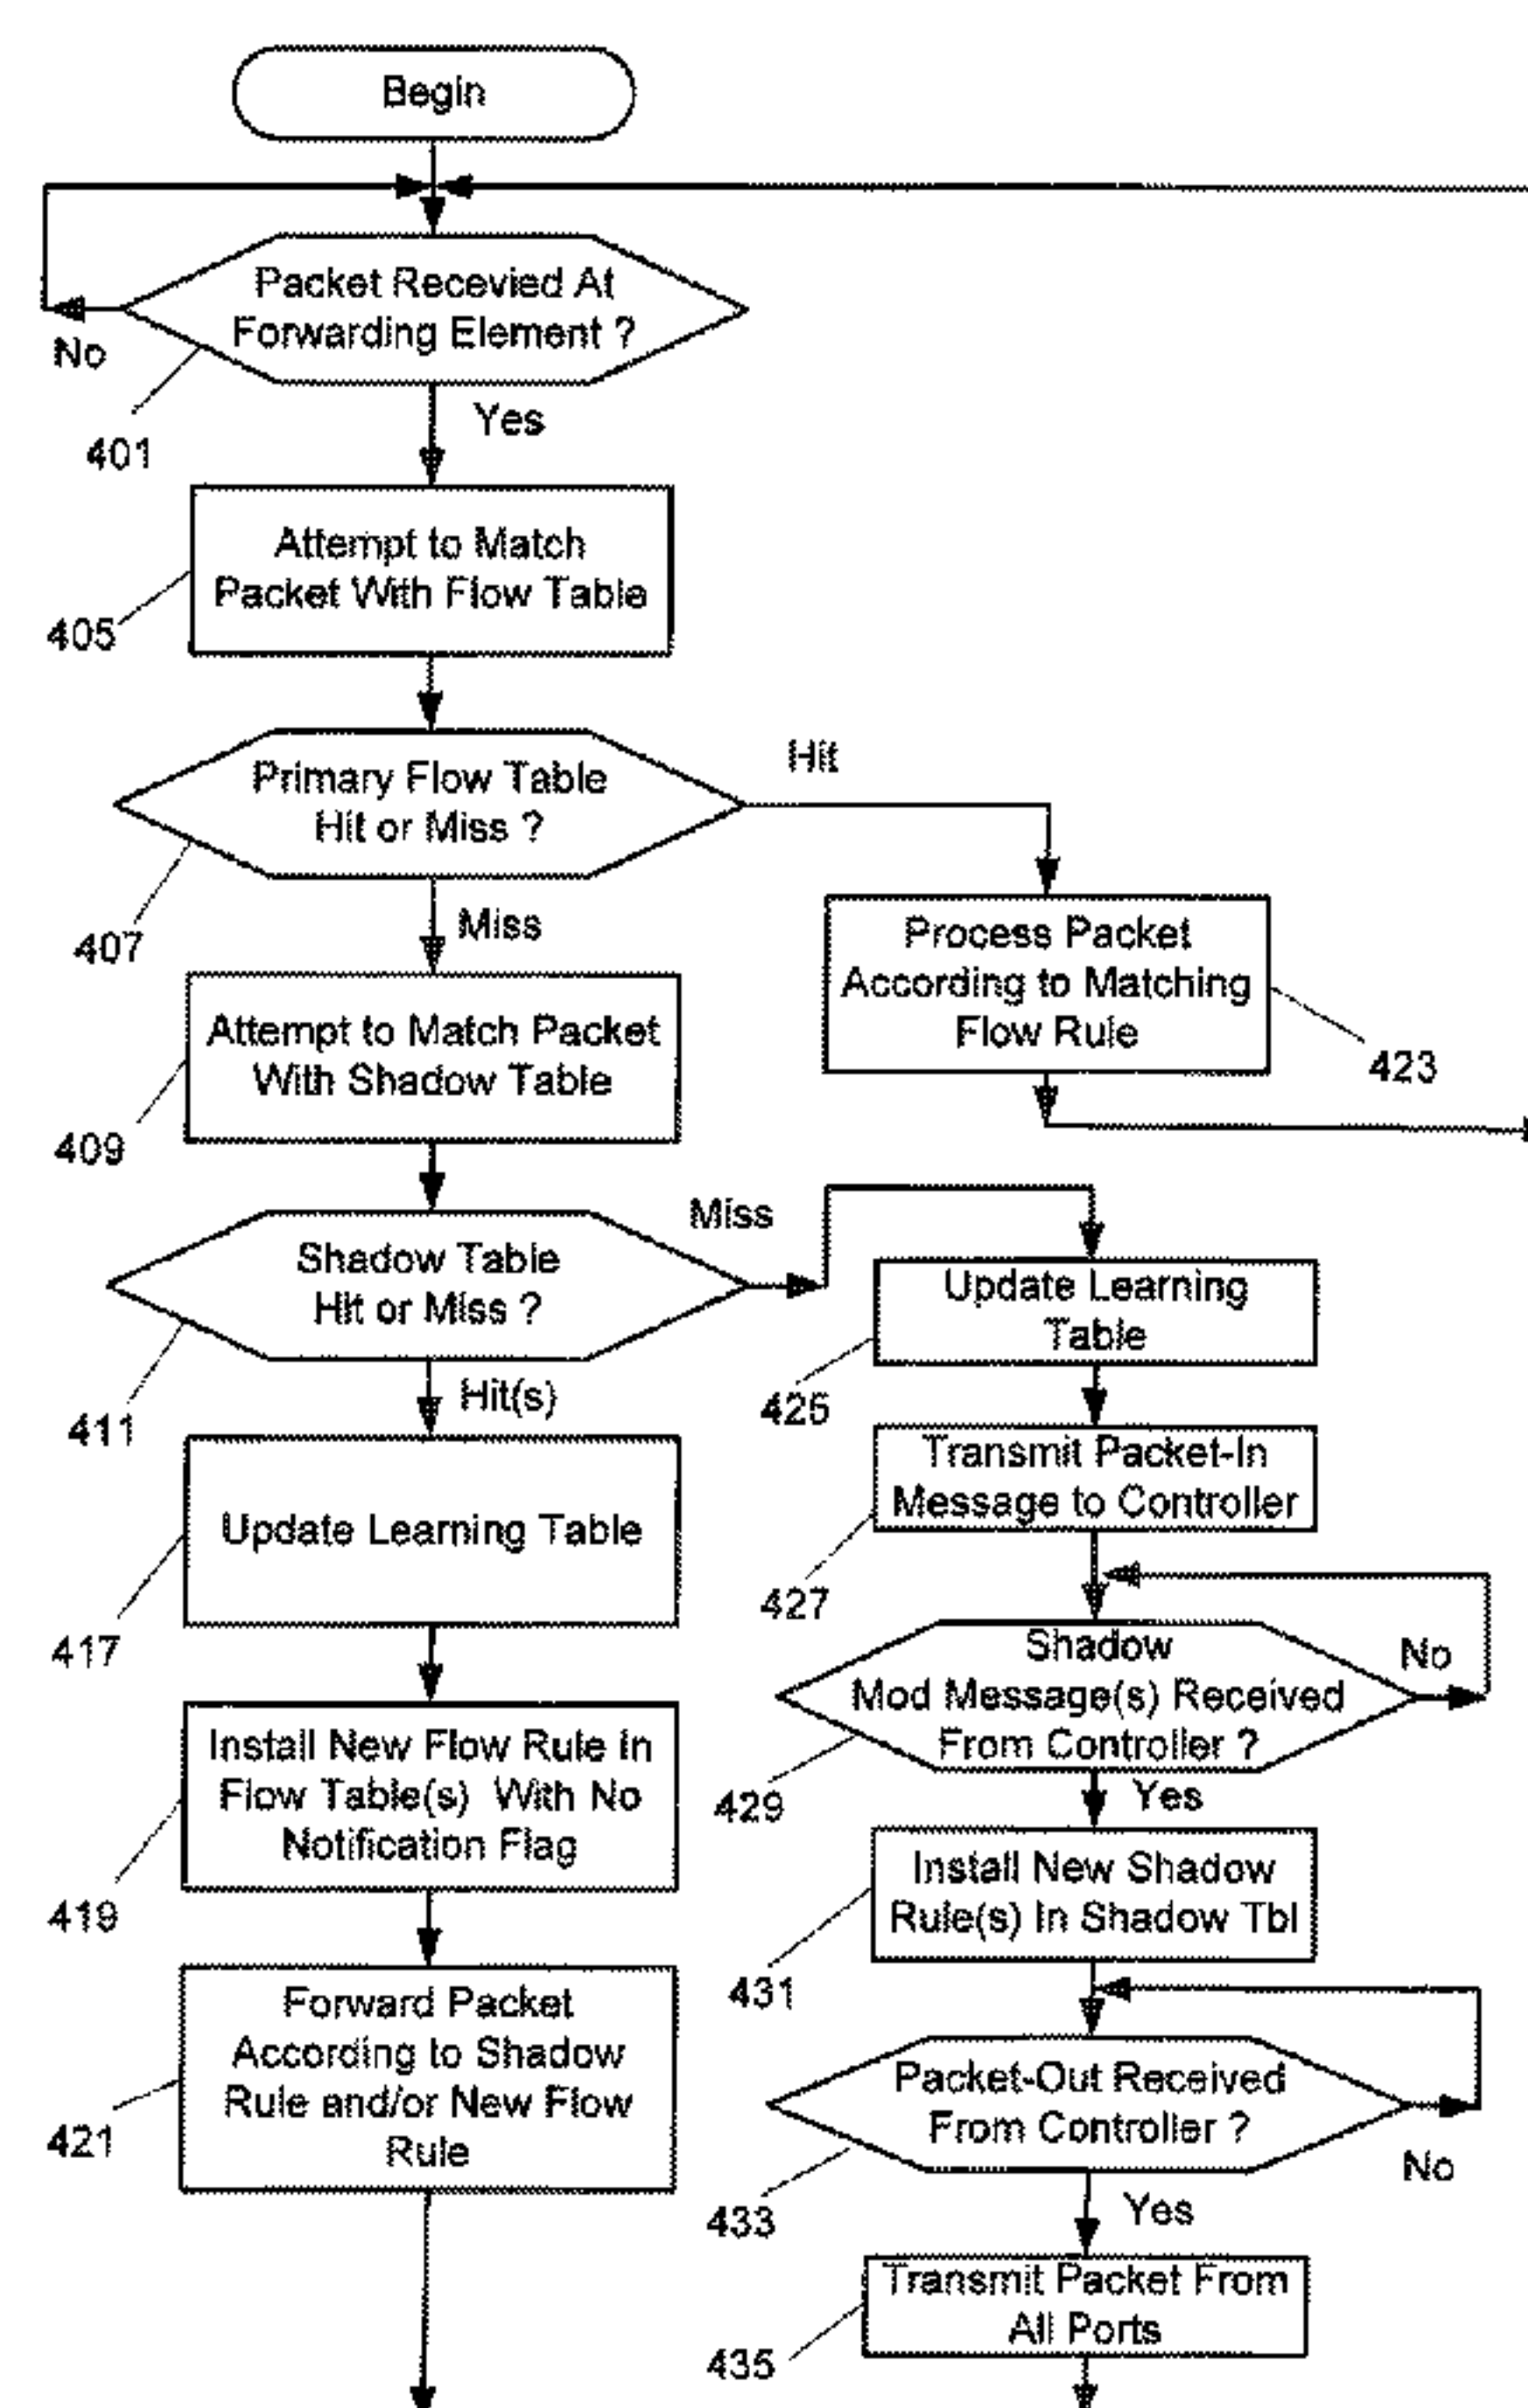 Begin
Packet Recevied At
Forwarding Element ?
No
401
Yes
Attempt to Match
Packet With Flow Table
405
Primary Flow Table
Hit or Miss ?
Hit
407
Miss
Process Packet
According to Matching
Flow Rule
423
Attempt to Match Packet
With Shadow Table
409
Shadow Table
Hit or Miss ?
Miss
411
Hit(s)
Update Learning
Table
425
Transmit Packet-In
Message to Controller
427
Update Learning Table
417
Shadow
Mod Message(s) Received
From Controller ?
No
429
Yes
Install New Flow Rule in
Flow Table(s) With No
Notification Flag
419
Install New Shadow
Rule(s) In Shadow Tbl
431
Forward Packet
According to Shadow
Rule and/or New Flow
Rule
421
Packet-Out Received
From Controller ?
No
433
Yes
Transmit Packet From
All Ports
435